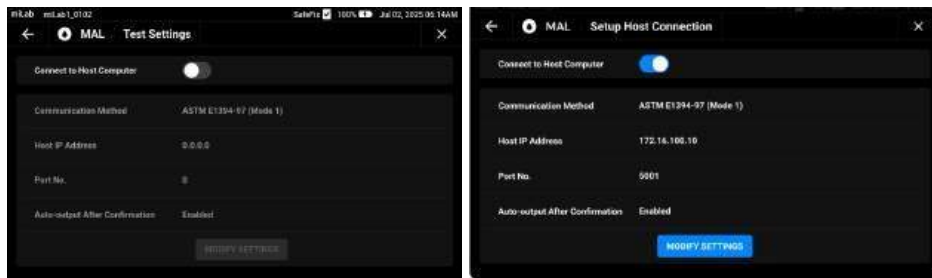 miLab miLab1_0102 SafeFix 100% Jul 02, 2025 06:14AM
MAL Test Settings
Connect to Host Computer
Communication Method ASTM E1394-97 (Mode 1)
Host IP Address 0.0.0.0
Port No. 0
Auto-output After Confirmation Enabled
MODIFY SETTINGS
MAL Setup Host Connection
Connect to Host Computer
Communication Method ASTM E1394-97 (Mode 1)
Host IP Address 172.16.100.10
Port No. 5001
Auto-output After Confirmation Enabled
MODIFY SETTINGS